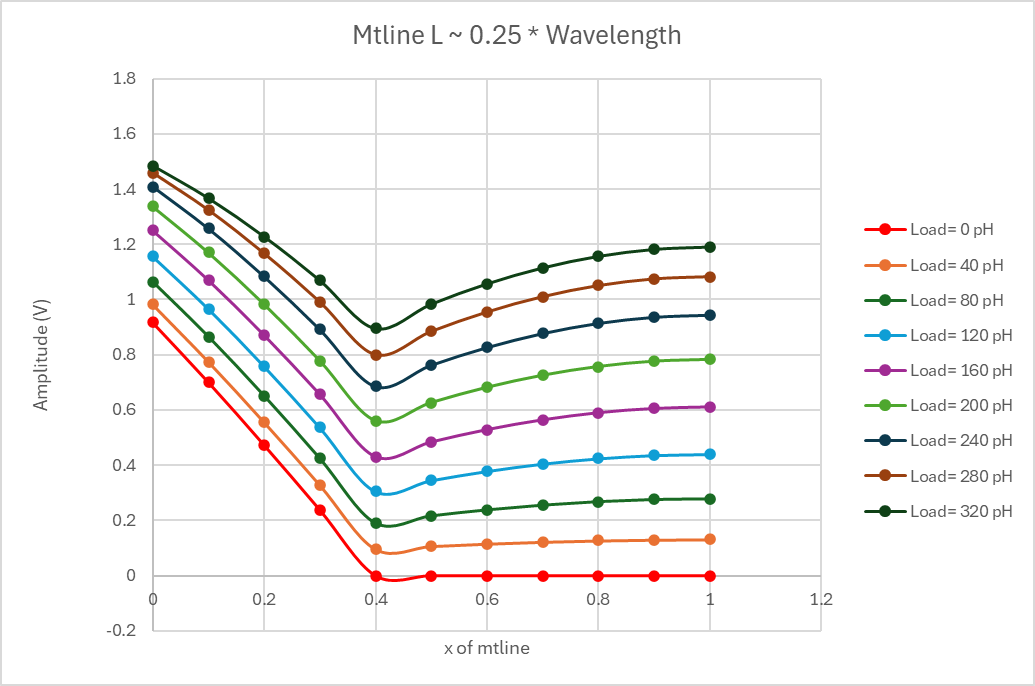 Mtline L ~ 0.25 * Wavelength
1.8
1.6
1.4
1.2
1
0.8
0.6
0.4
0.2
0
-0.2
Amplitude (V)
0 0.2 0.4 0.6 0.8 1 1.2
x of mtline
Load= 0 pH
Load= 40 pH
Load= 80 pH
Load= 120 pH
Load= 160 pH
Load= 200 pH
Load= 240 pH
Load= 280 pH
Load= 320 pH